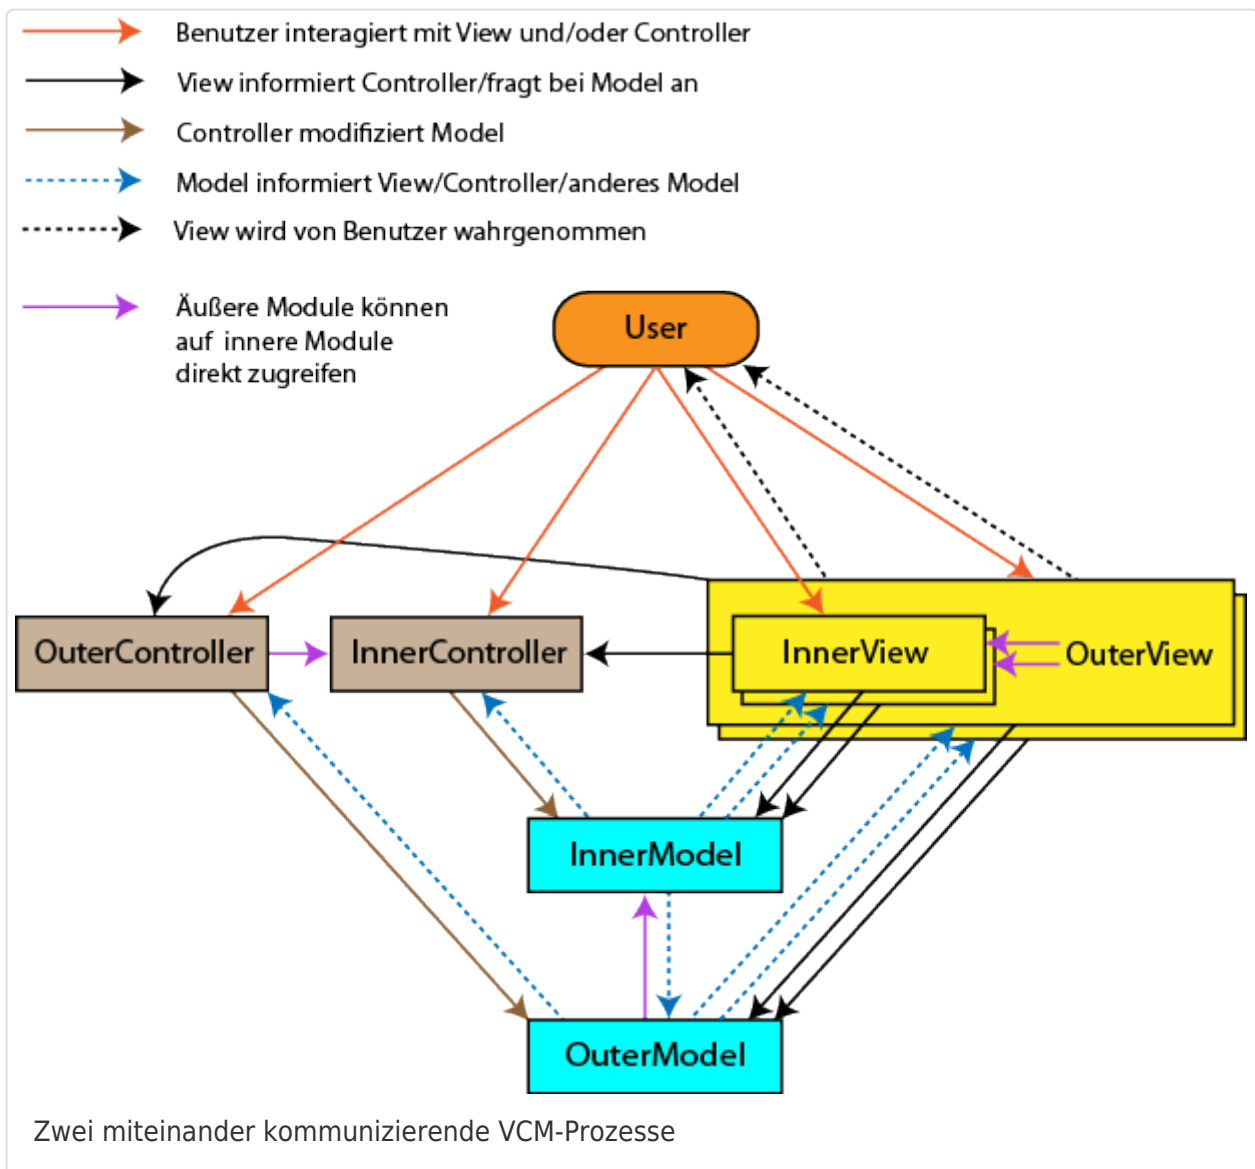 Benutzer interagiert mit View und/oder Controller
View informiert Controller/fragt bei Model an
Controller modifiziert Model
Model informiert View/Controller/anderes Model
View wird von Benutzer wahrgenommen
Äußere Module können
auf innere Module
direkt zugreifen
User
OuterController
InnerController
InnerView
OuterView
InnerModel
OuterModel
Zwei miteinander kommunizierende VCM-Prozesse